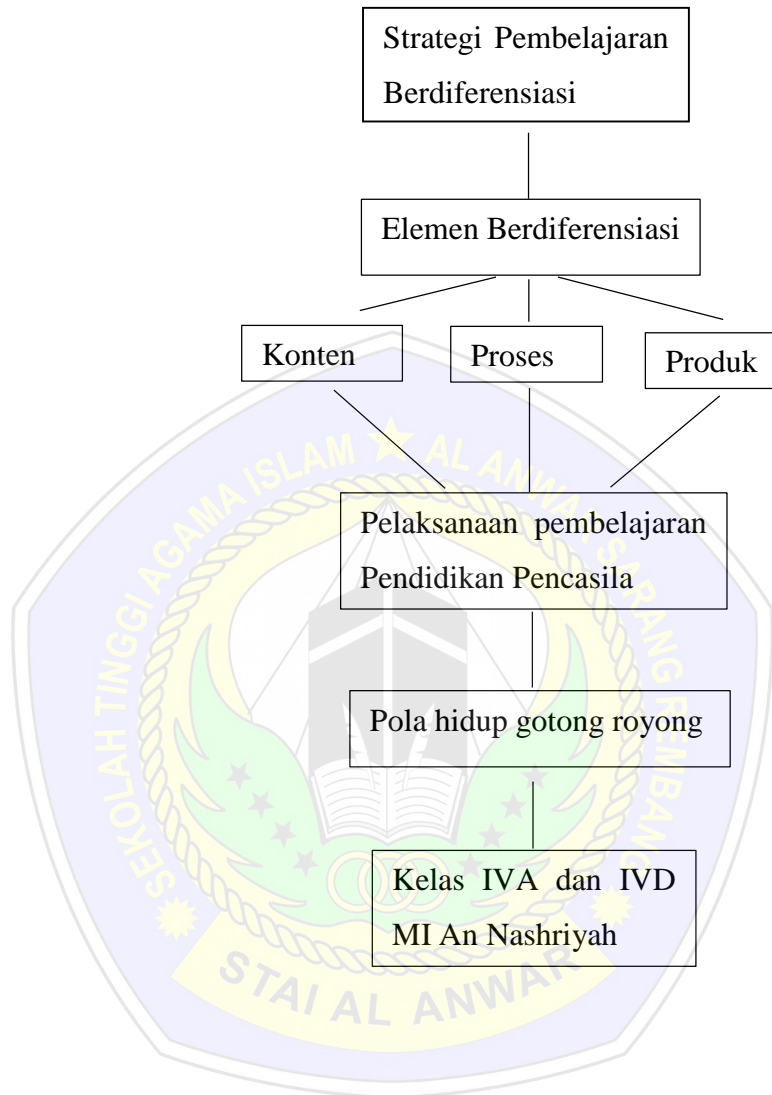 Strategi Pembelajaran
Berdiferensiasi
Elemen Berdiferensiasi
Konten
Proses
Produk
Pelaksanaan pembelajaran
Pendidikan Pencasila
Pola hidup gotong royong
Kelas IVA dan IVD
MI An Nashriyah
SEKOLAH TINGGI AGAMA ISLAM ★ AL ANWAR SARANG REMBANG
STAI AL ANWAR